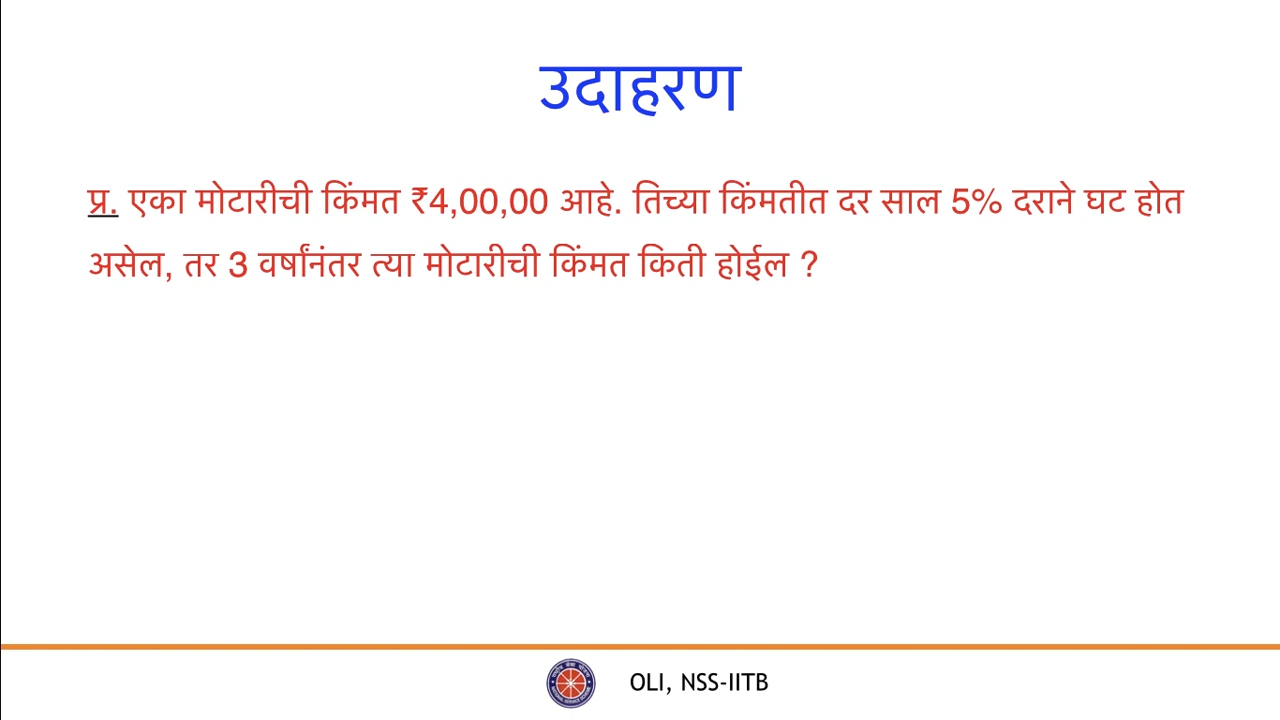 उदाहरण
प्र. एका मोटारीची किंमत ₹4,00,00 आहे. तिच्या किंमतीत दर साल 5% दराने घट होत
असेल, तर 3 वर्षांनंतर त्या मोटारीची किंमत किती होईल ?
OLI, NSS-IITB